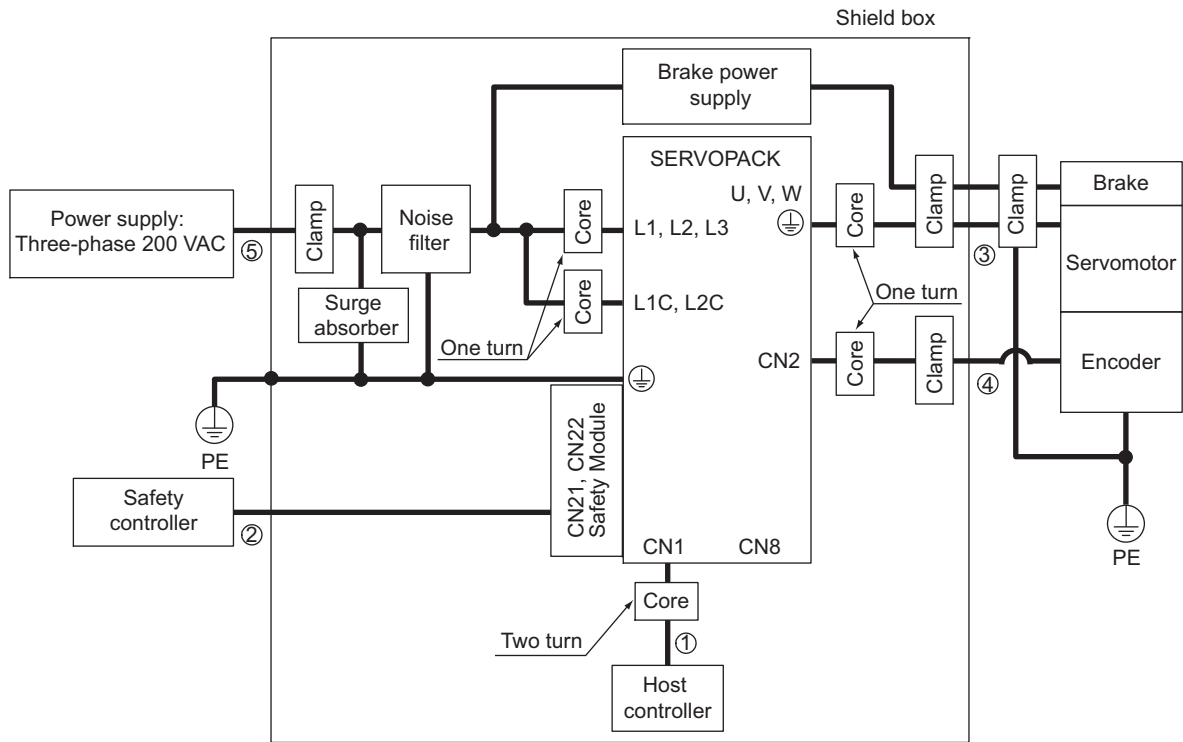 Shield box
Brake power
supply
SERVOPACK
U, V, W
Core
Clamp
Clamp
Brake
Power supply:
Three-phase 200 VAC
⑤
Clamp
Noise
filter
Core
L1, L2, L3
③
Servomotor
Surge
absorber
Core
L1C, L2C
One turn
One turn
CN2
Core
Clamp
④
Encoder
PE
CN21, CN22
Safety Module
Safety
controller
②
PE
CN1
CN8
Core
Two turn
①
Host
controller